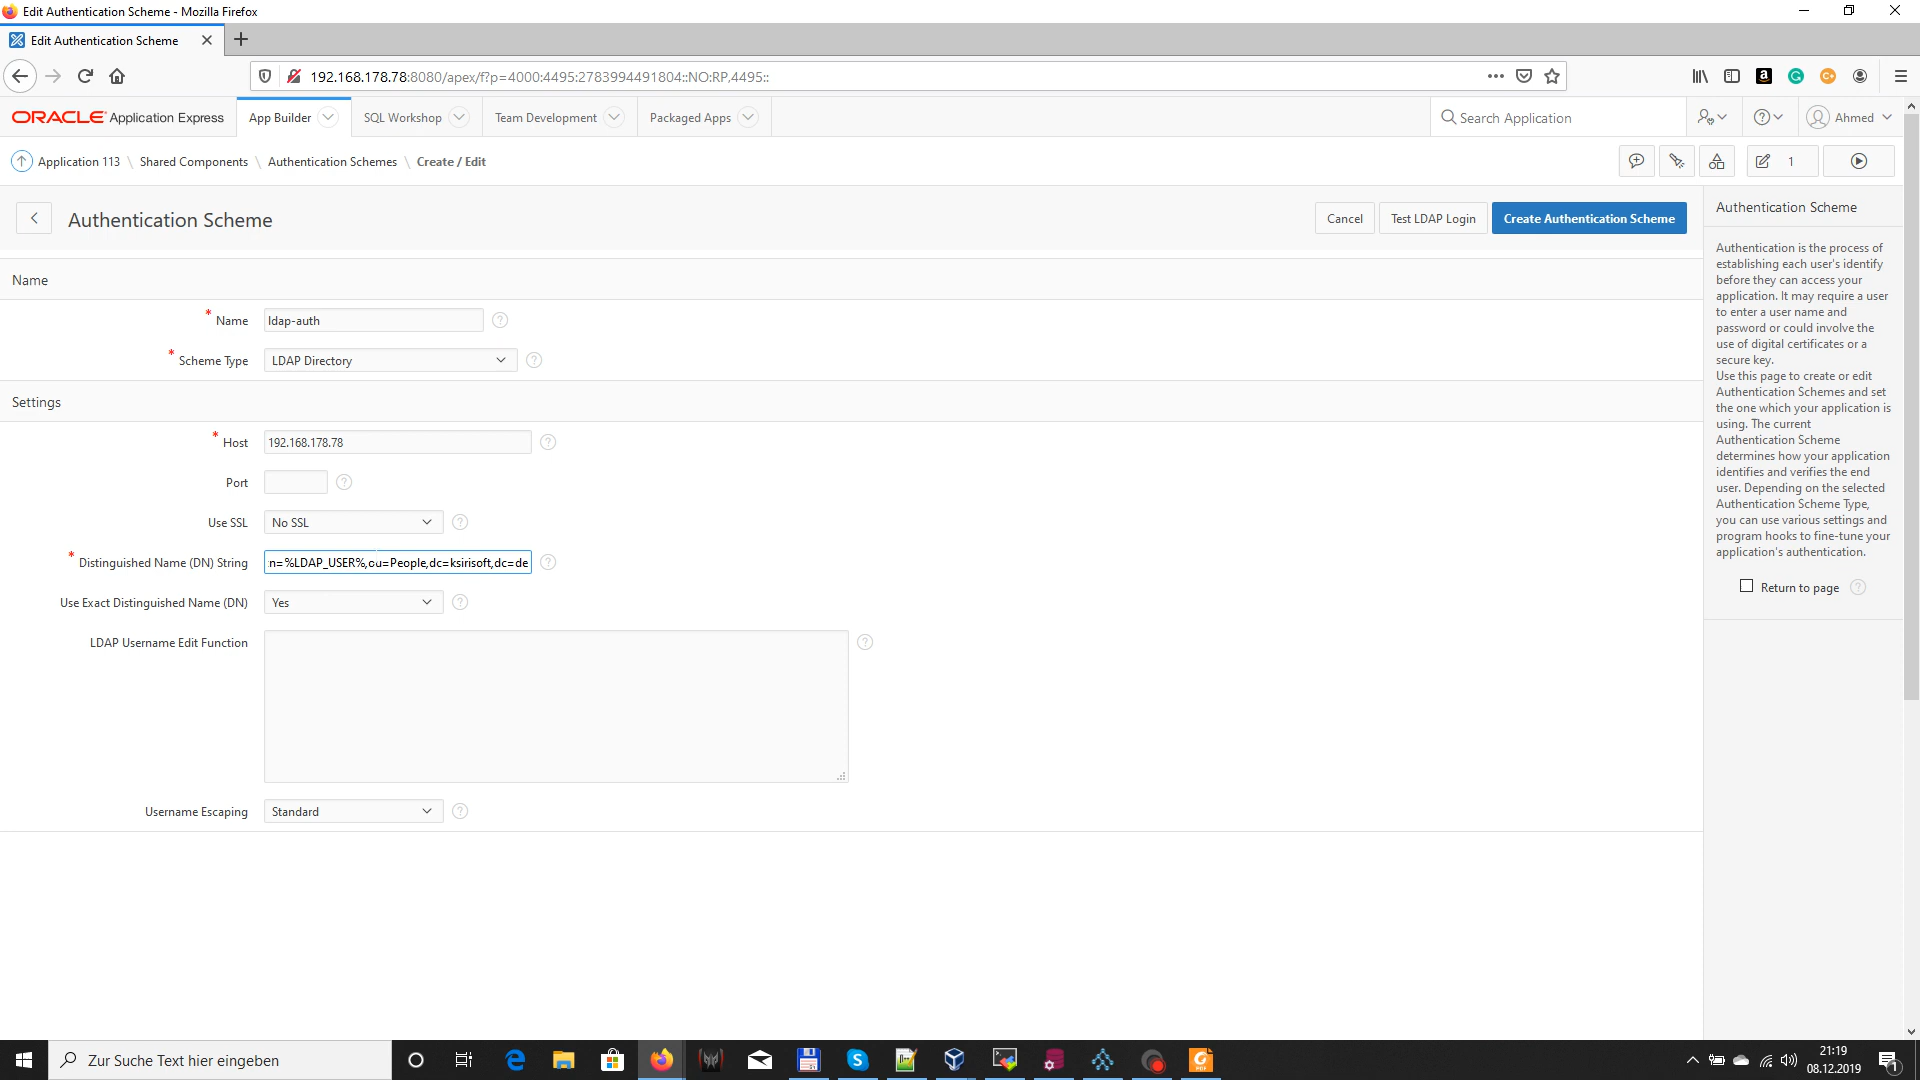 Edit Authentication Scheme - Mozilla Firefox
Edit Authentication Scheme
192.168.178.78:8080/apex/f?p=4000:4495:2783994491804::NO:RP,4495::
ORACLE Application Express
App Builder
SQL Workshop
Team Development
Packaged Apps
Search Application
Ahmed
Application 113 \ Shared Components \ Authentication Schemes \ Create / Edit
1
Authentication Scheme
Cancel
Test LDAP Login
Create Authentication Scheme
Name
* Name
ldap-auth
* Scheme Type
LDAP Directory
Settings
* Host
192.168.178.78
Port
Use SSL
No SSL
* Distinguished Name (DN) String
:n=%LDAP_USER%,ou=People,dc=ksirisoft,dc=de
Use Exact Distinguished Name (DN)
Yes
LDAP Username Edit Function
Username Escaping
Standard
Authentication Scheme
Authentication is the process of
establishing each user's identify
before they can access your
application. It may require a user
to enter a user name and
password or could involve the
use of digital certificates or a
secure key.
Use this page to create or edit
Authentication Schemes and set
the one which your application is
using. The current
Authentication Scheme
determines how your application
identifies and verifies the end
user. Depending on the selected
Authentication Scheme Type,
you can use various settings and
program hooks to fine-tune your
application's authentication.
Return to page
Zur Suche Text hier eingeben
21:19
08.12.2019
1